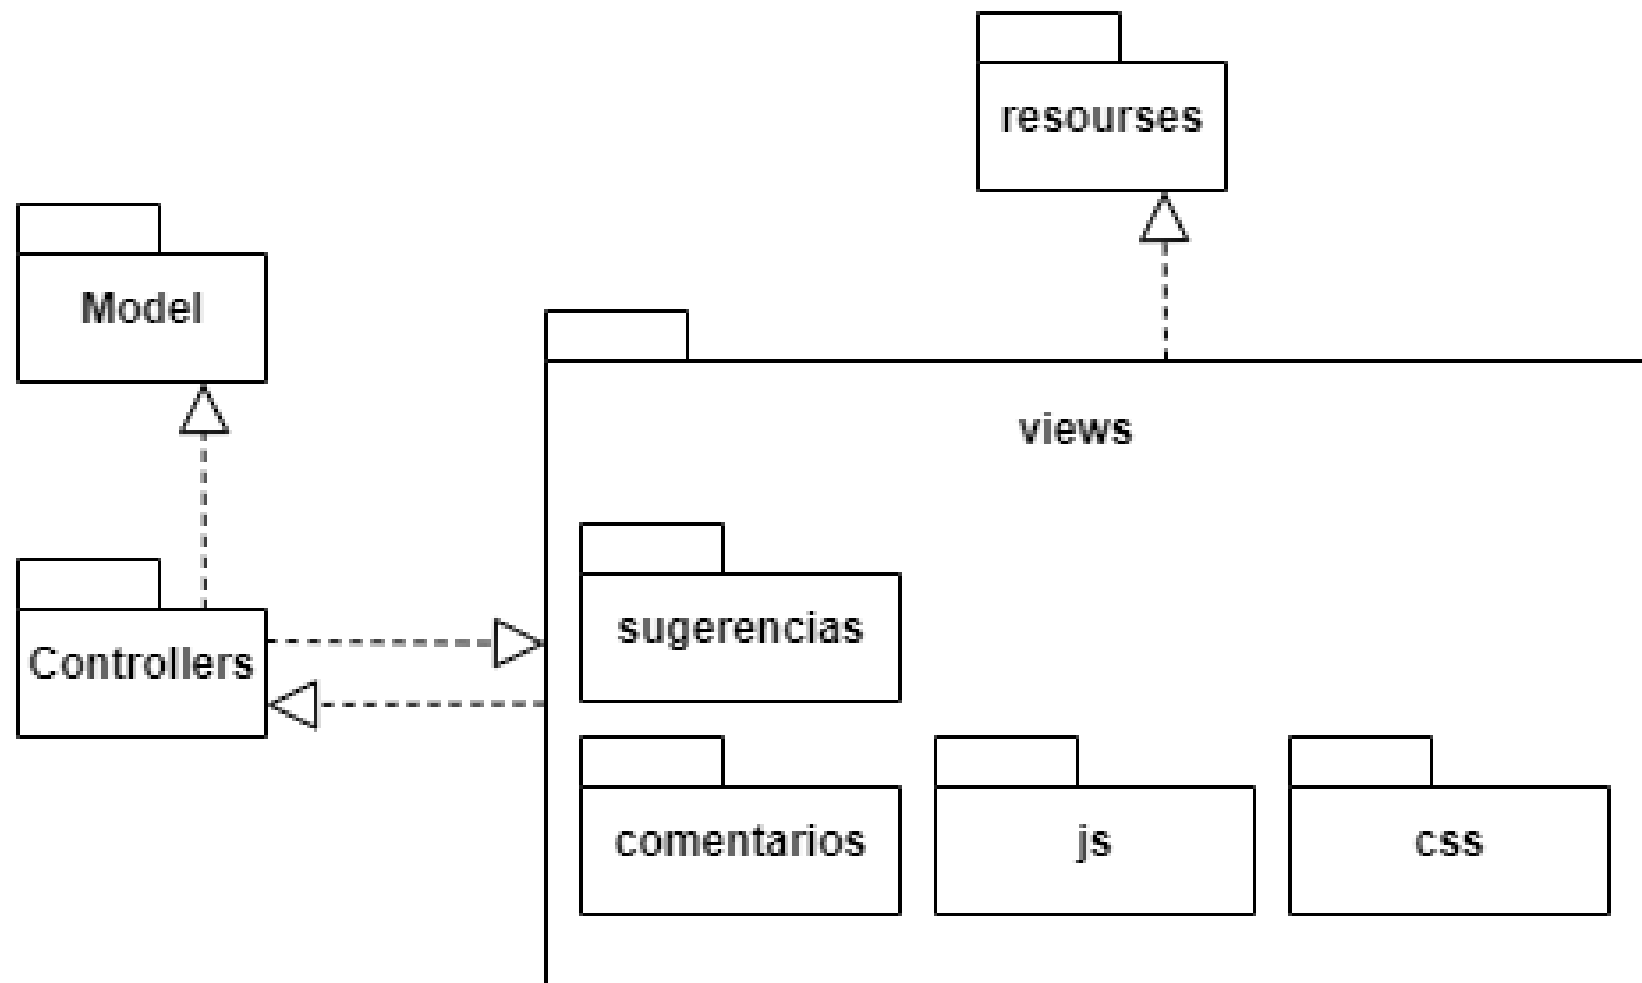 resourses
Model
views
sugerencias
Controllers
comentarios
js
css